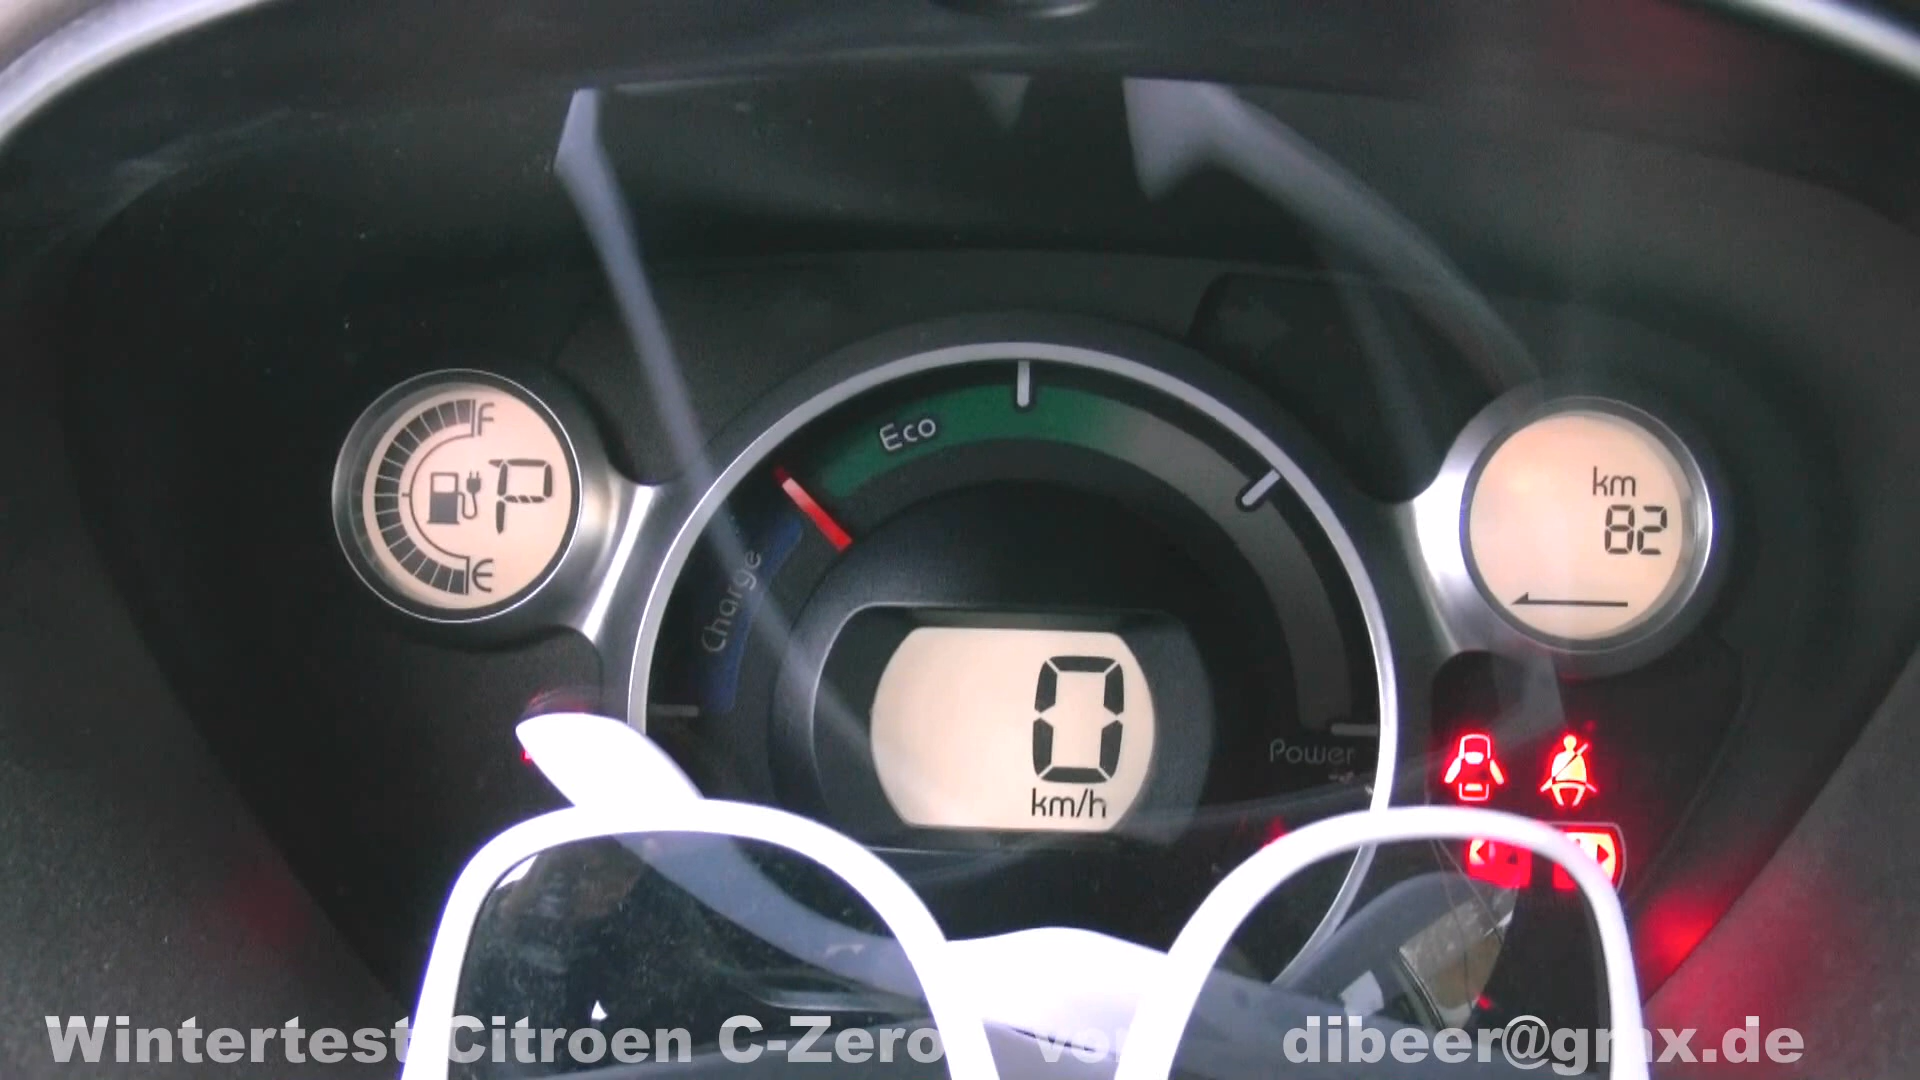 F
P
E
Eco
Charge
Power
0
km/h
km
82
Wintertest Citroen C-Zero dibeer@gmx.de